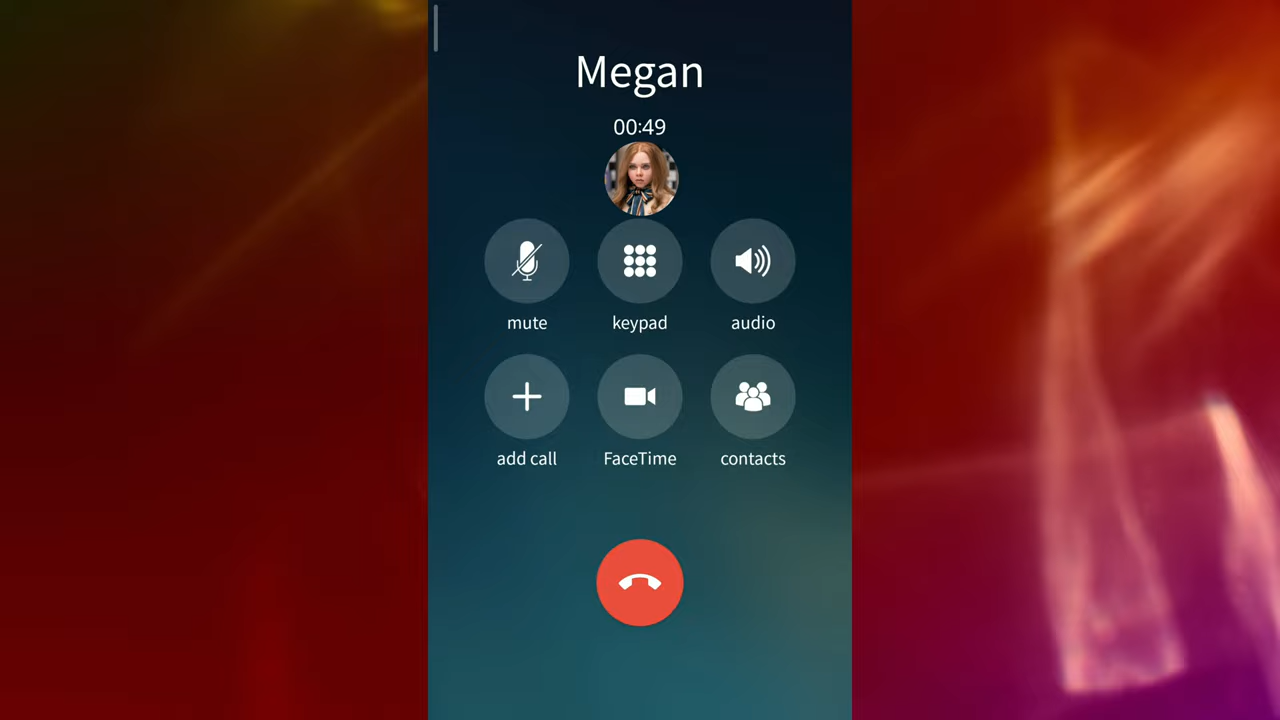 Megan
00:49
mute
keypad
audio
add call
FaceTime
contacts